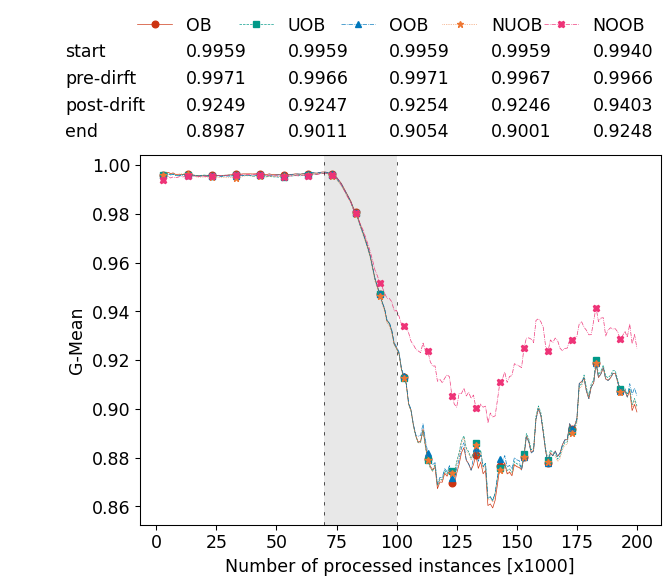 OB UOB OOB NUOB NOOB
start 0.9959 0.9959 0.9959 0.9959 0.9940
pre-dirft 0.9971 0.9966 0.9971 0.9967 0.9966
post-drift 0.9249 0.9247 0.9254 0.9246 0.9403
end 0.8987 0.9011 0.9054 0.9001 0.9248
1.00
0.98
0.96
0.94
0.92
0.90
0.88
0.86
G-Mean
0 25 50 75 100 125 150 175 200
Number of processed instances [x1000]